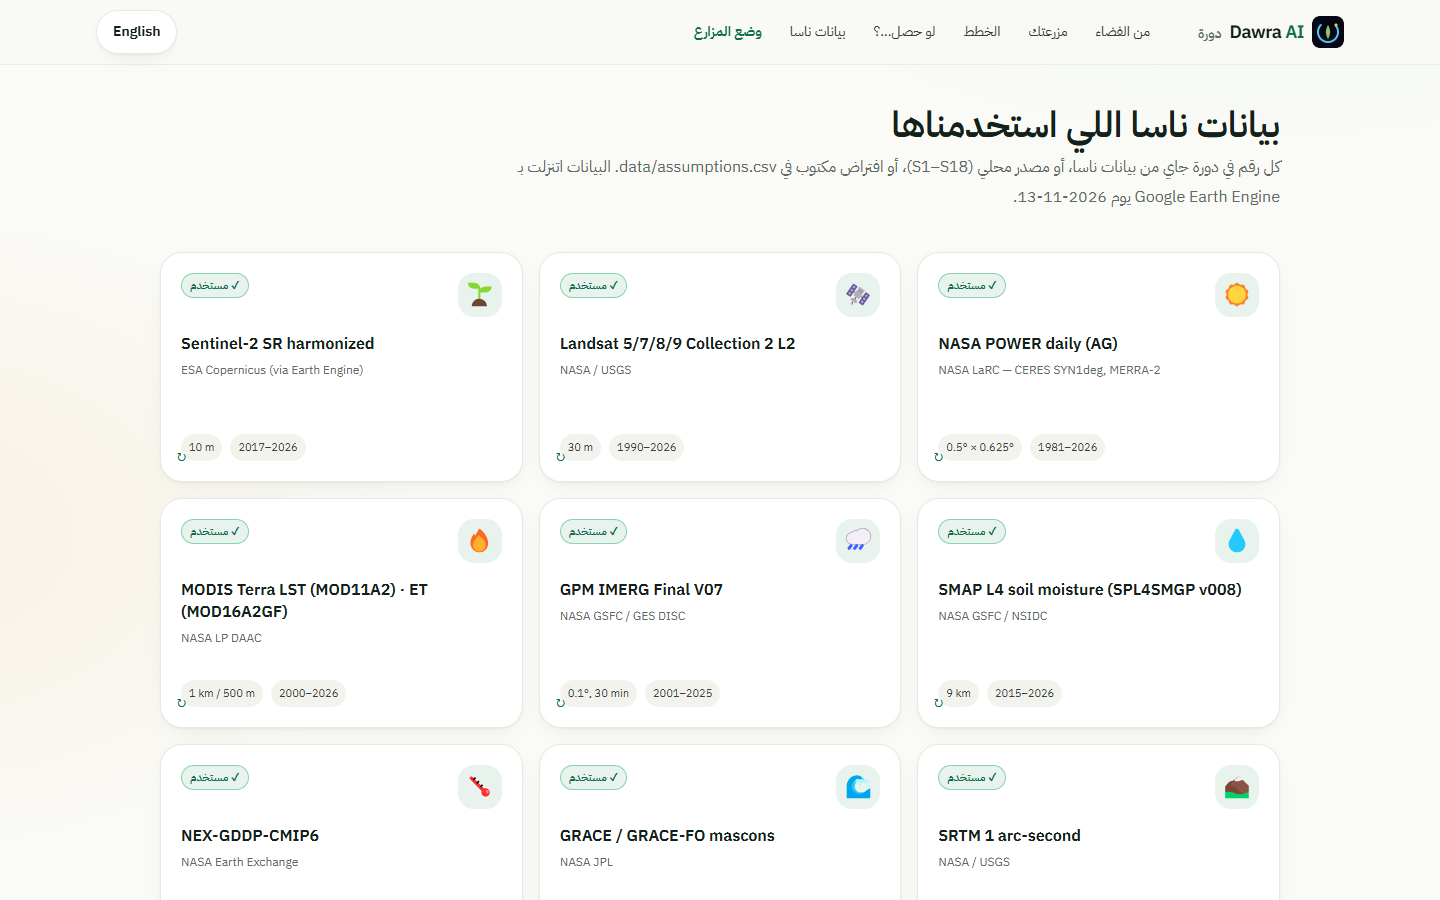 Dawra AI دورة
من الفضاء
مزرعتك
الخطط
لو حصل...؟
بيانات ناسا
وضع المزارع
English
بيانات ناسا اللي استخدمناها
كل رقم في دورة جاي من بيانات ناسا، أو مصدر محلي (S1–S18)، أو افتراض مكتوب في data/assumptions.csv. البيانات اتنزلت بـ
Google Earth Engine يوم 2026-11-13.
✓ مستخدم
NASA POWER daily (AG)
NASA LaRC — CERES SYN1deg, MERRA-2
0.5° × 0.625°
1981–2026
↻
✓ مستخدم
Landsat 5/7/8/9 Collection 2 L2
NASA / USGS
30 m
1990–2026
↻
✓ مستخدم
Sentinel-2 SR harmonized
ESA Copernicus (via Earth Engine)
10 m
2017–2026
↻
✓ مستخدم
SMAP L4 soil moisture (SPL4SMGP v008)
NASA GSFC / NSIDC
9 km
2015–2026
↻
✓ مستخدم
GPM IMERG Final V07
NASA GSFC / GES DISC
0.1°, 30 min
2001–2025
↻
✓ مستخدم
MODIS Terra LST (MOD11A2) · ET
(MOD16A2GF)
NASA LP DAAC
1 km / 500 m
2000–2026
↻
✓ مستخدم
SRTM 1 arc-second
NASA / USGS
✓ مستخدم
GRACE / GRACE-FO mascons
NASA JPL
✓ مستخدم
NEX-GDDP-CMIP6
NASA Earth Exchange